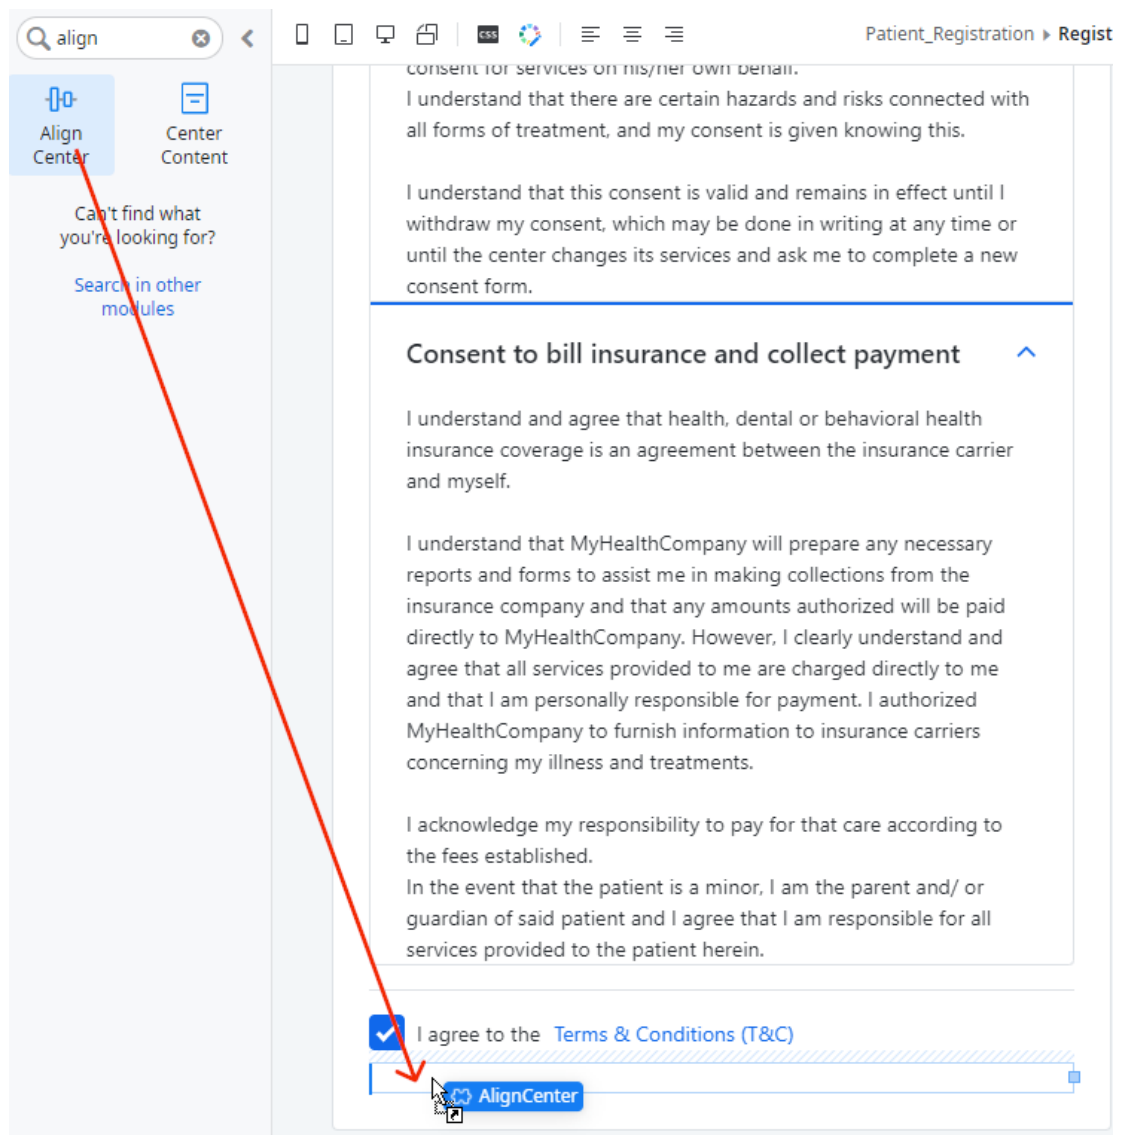 align
Patient_Registration ▸ Regist
Align
Center
Center
Content
Can't find what
you're looking for?
Search in other
modules
consent for services on his/her own behalf.
I understand that there are certain hazards and risks connected with
all forms of treatment, and my consent is given knowing this.
I understand that this consent is valid and remains in effect until I
withdraw my consent, which may be done in writing at any time or
until the center changes its services and ask me to complete a new
consent form.
Consent to bill insurance and collect payment
I understand and agree that health, dental or behavioral health
insurance coverage is an agreement between the insurance carrier
and myself.
I understand that MyHealthCompany will prepare any necessary
reports and forms to assist me in making collections from the
insurance company and that any amounts authorized will be paid
directly to MyHealthCompany. However, I clearly understand and
agree that all services provided to me are charged directly to me
and that I am personally responsible for payment. I authorized
MyHealthCompany to furnish information to insurance carriers
concerning my illness and treatments.
I acknowledge my responsibility to pay for that care according to
the fees established.
In the event that the patient is a minor, I am the parent and/ or
guardian of said patient and I agree that I am responsible for all
services provided to the patient herein.
I agree to the Terms & Conditions (T&C)
AlignCenter
css